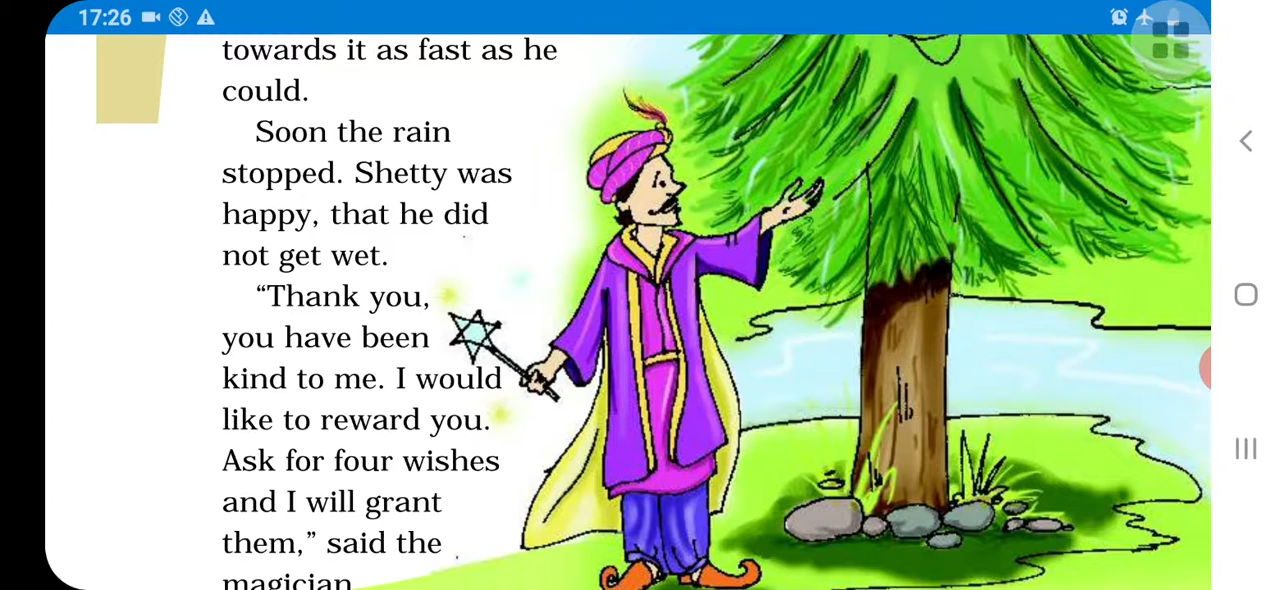 17:26
towards it as fast as he
could.
Soon the rain
stopped. Shetty was
happy, that he did
not get wet.
“Thank you,
you have been
kind to me. I would
like to reward you.
Ask for four wishes
and I will grant
them,” said the
magician